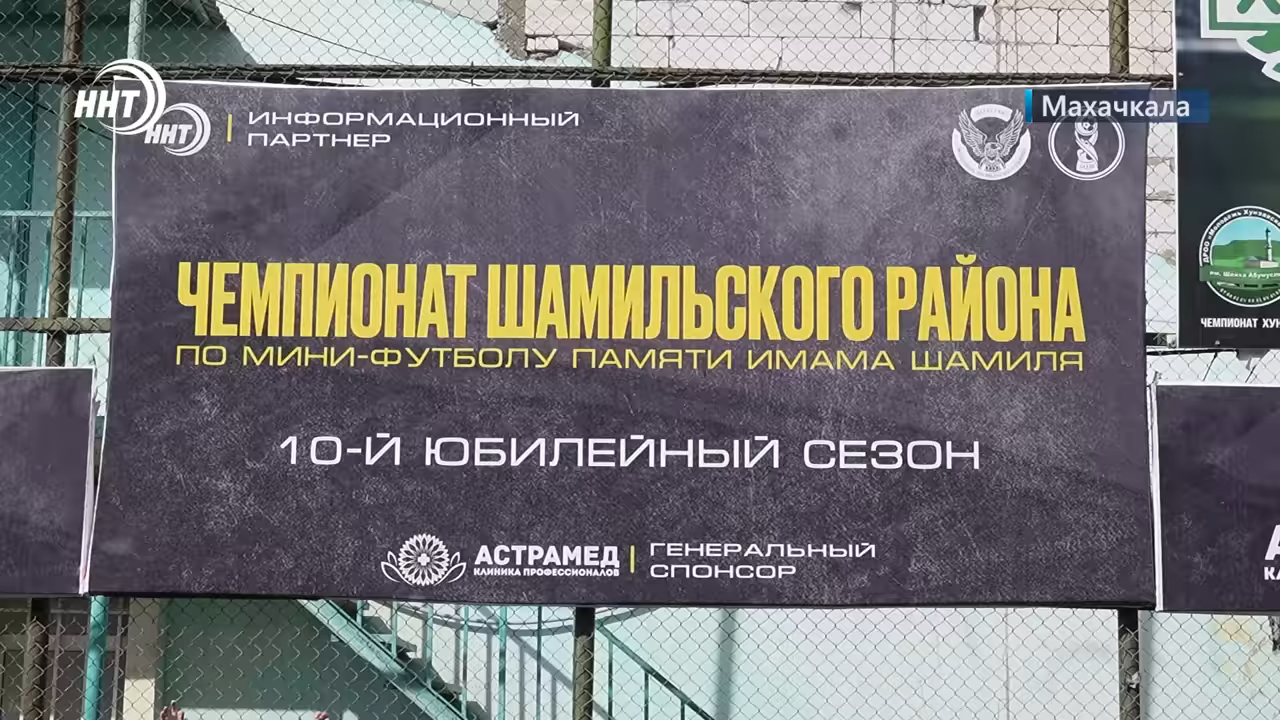 ННТ
ННТ
ИНФОРМАЦИОННЫЙ
ПАРТНЕР
Махачкала
ЧЕМПИОНАТ ШАМИЛЬСКОГО РАЙОНА
ПО МИНИ-ФУТБОЛУ ПАМЯТИ ИМАМА ШАМИЛЯ
10-Й ЮБИЛЕЙНЫЙ СЕЗОН
АСТРАМЕД
КЛИНИКА ПРОФЕССИОНАЛОВ
ГЕНЕРАЛЬНЫЙ
СПОНСОР
ЧЕМПИОНАТ